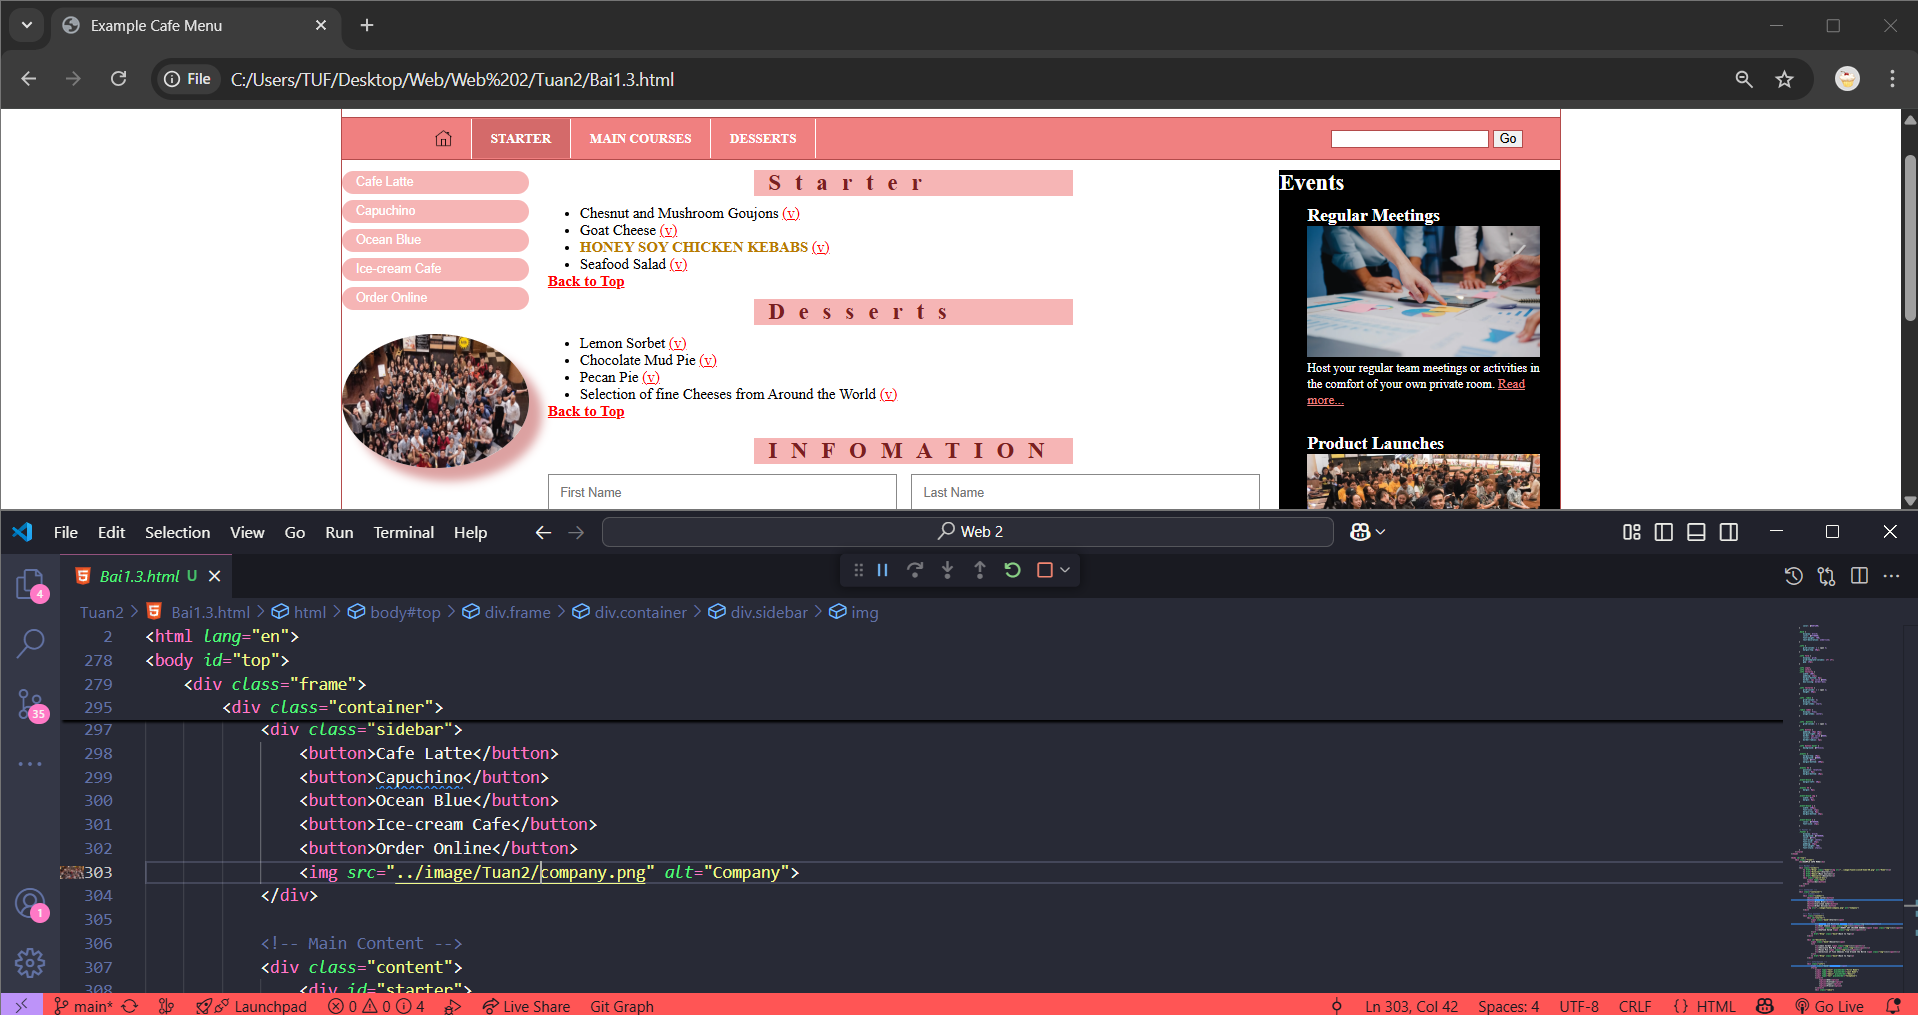 Example Cafe Menu
File
C:/Users/TUF/Desktop/Web/Web%202/Tuan2/Bai1.3.html
STARTER
MAIN COURSES
DESSERTS
Go
Cafe Latte
Capuchino
Ocean Blue
Ice-cream Cafe
Order Online
Starter
Chesnut and Mushroom Goujons (v)
Goat Cheese (v)
HONEY SOY CHICKEN KEBABS (v)
Seafood Salad (v)
Back to Top
Desserts
Lemon Sorbet (v)
Chocolate Mud Pie (v)
Pecan Pie (v)
Selection of fine Cheeses from Around the World (v)
Back to Top
INFOMATION
First Name
Last Name
Events
Regular Meetings
Host your regular team meetings or activities in
the comfort of your own private room. Read
more...
Product Launches
File Edit Selection View Go Run Terminal Help
Web 2
Bai1.3.html U
Tuan2 > Bai1.3.html > html > body#top > div.frame > div.container > div.sidebar > img
2 <html lang="en">
278 <body id="top">
279 <div class="frame">
295 <div class="container">
297 <div class="sidebar">
298 <button>Cafe Latte</button>
299 <button>Capuchino</button>
300 <button>Ocean Blue</button>
301 <button>Ice-cream Cafe</button>
302 <button>Order Online</button>
303 <img src="../image/Tuan2/company.png" alt="Company">
304 </div>
305
306 <!-- Main Content -->
307 <div class="content">
308 <div id="starter">
4
35
1
main* Launchpad 0 0 4 Live Share Git Graph
Ln 303, Col 42 Spaces: 4 UTF-8 CRLF {} HTML Go Live